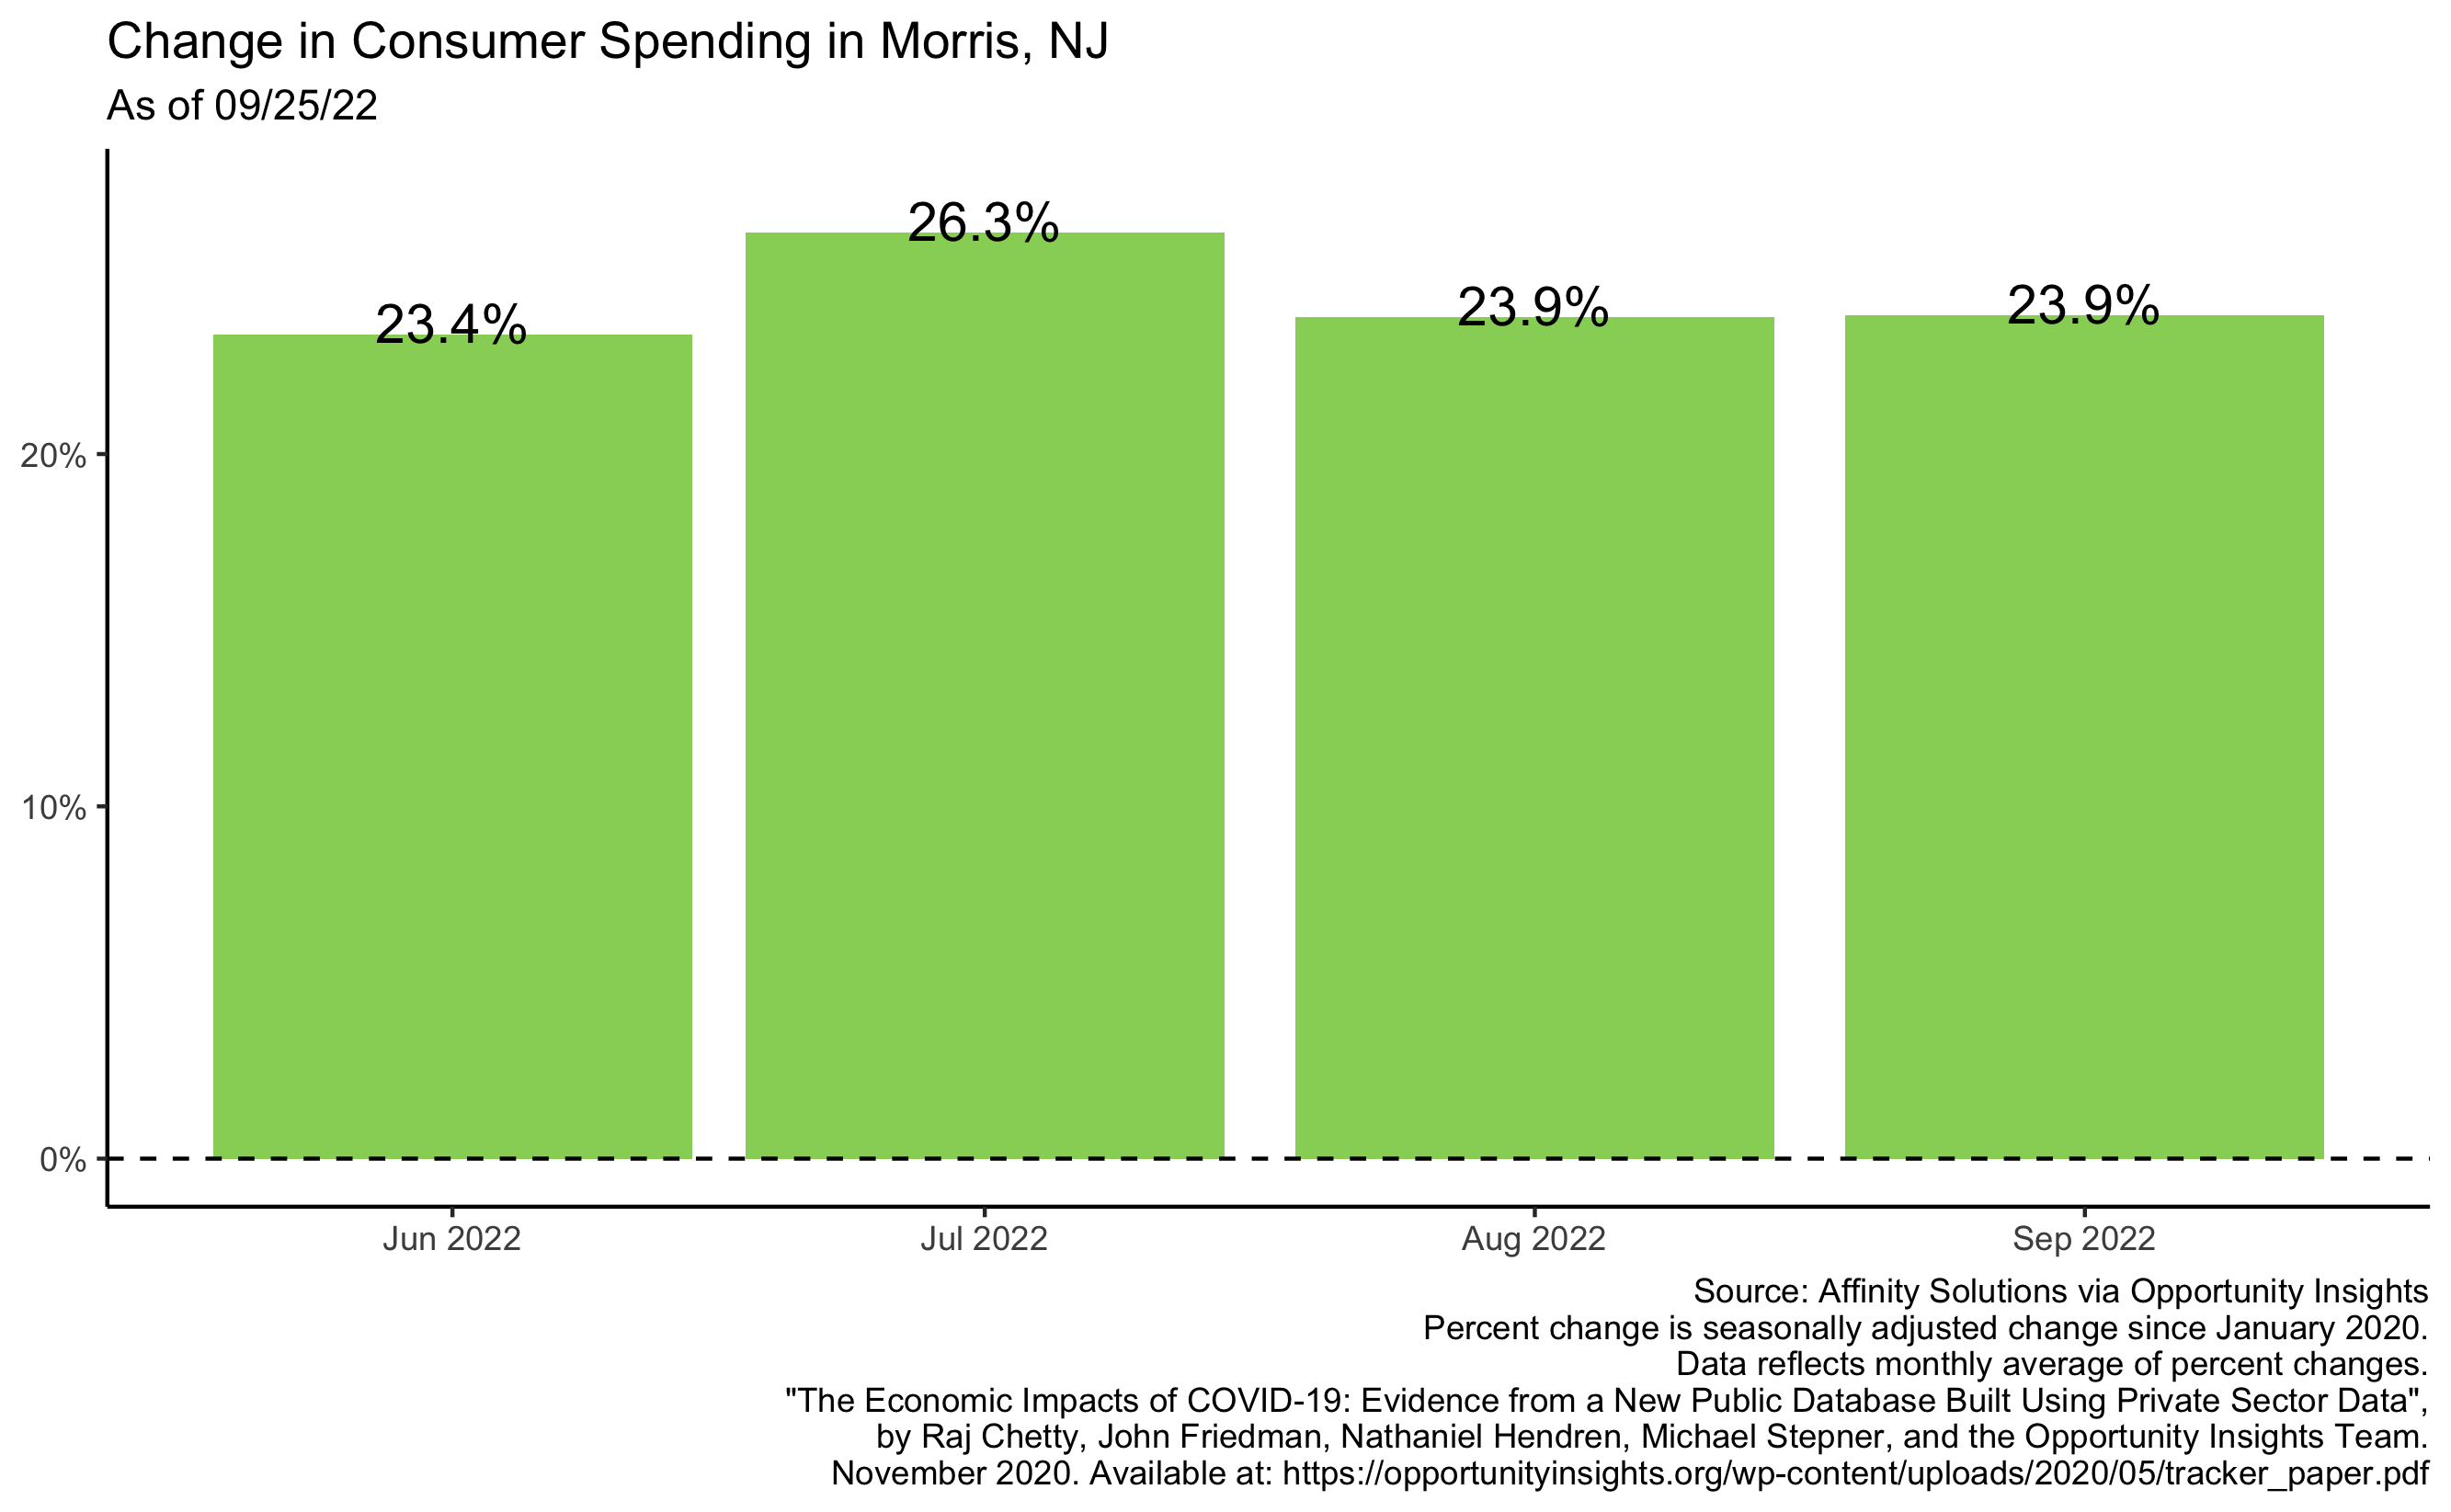 Change in Consumer Spending in Morris, NJ
As of 09/25/22
23.4%
26.3%
23.9%
23.9%
20%
10%
0%
Jun 2022
Jul 2022
Aug 2022
Sep 2022
Source: Affinity Solutions via Opportunity Insights
Percent change is seasonally adjusted change since January 2020.
Data reflects monthly average of percent changes.
"The Economic Impacts of COVID-19: Evidence from a New Public Database Built Using Private Sector Data",
by Raj Chetty, John Friedman, Nathaniel Hendren, Michael Stepner, and the Opportunity Insights Team.
November 2020. Available at: https://opportunityinsights.org/wp-content/uploads/2020/05/tracker_paper.pdf